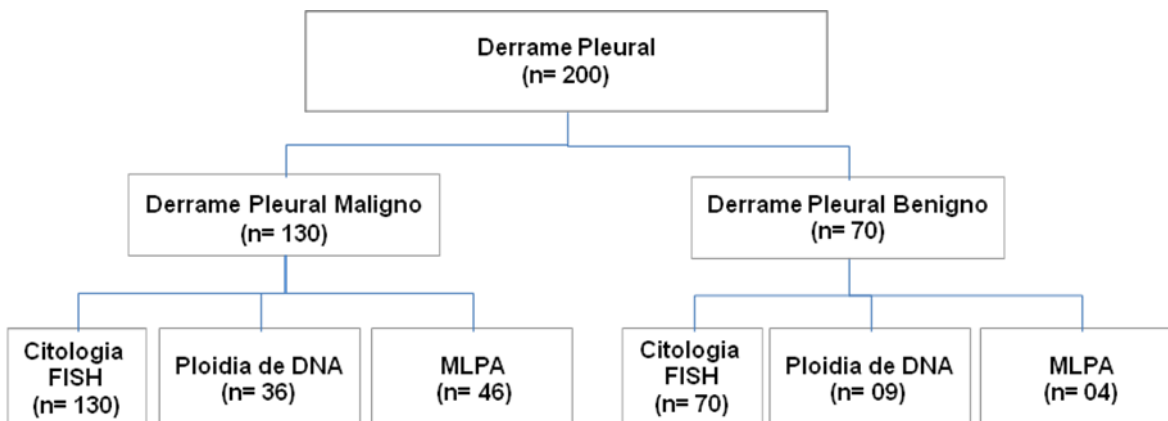 Derrame Pleural
(n= 200)
Derrame Pleural Maligno
(n= 130)
Derrame Pleural Benigno
(n= 70)
Citologia
FISH
(n= 130)
Ploidia de DNA
(n= 36)
MLPA
(n= 46)
Citologia
FISH
(n= 70)
Ploidia de DNA
(n= 09)
MLPA
(n= 04)